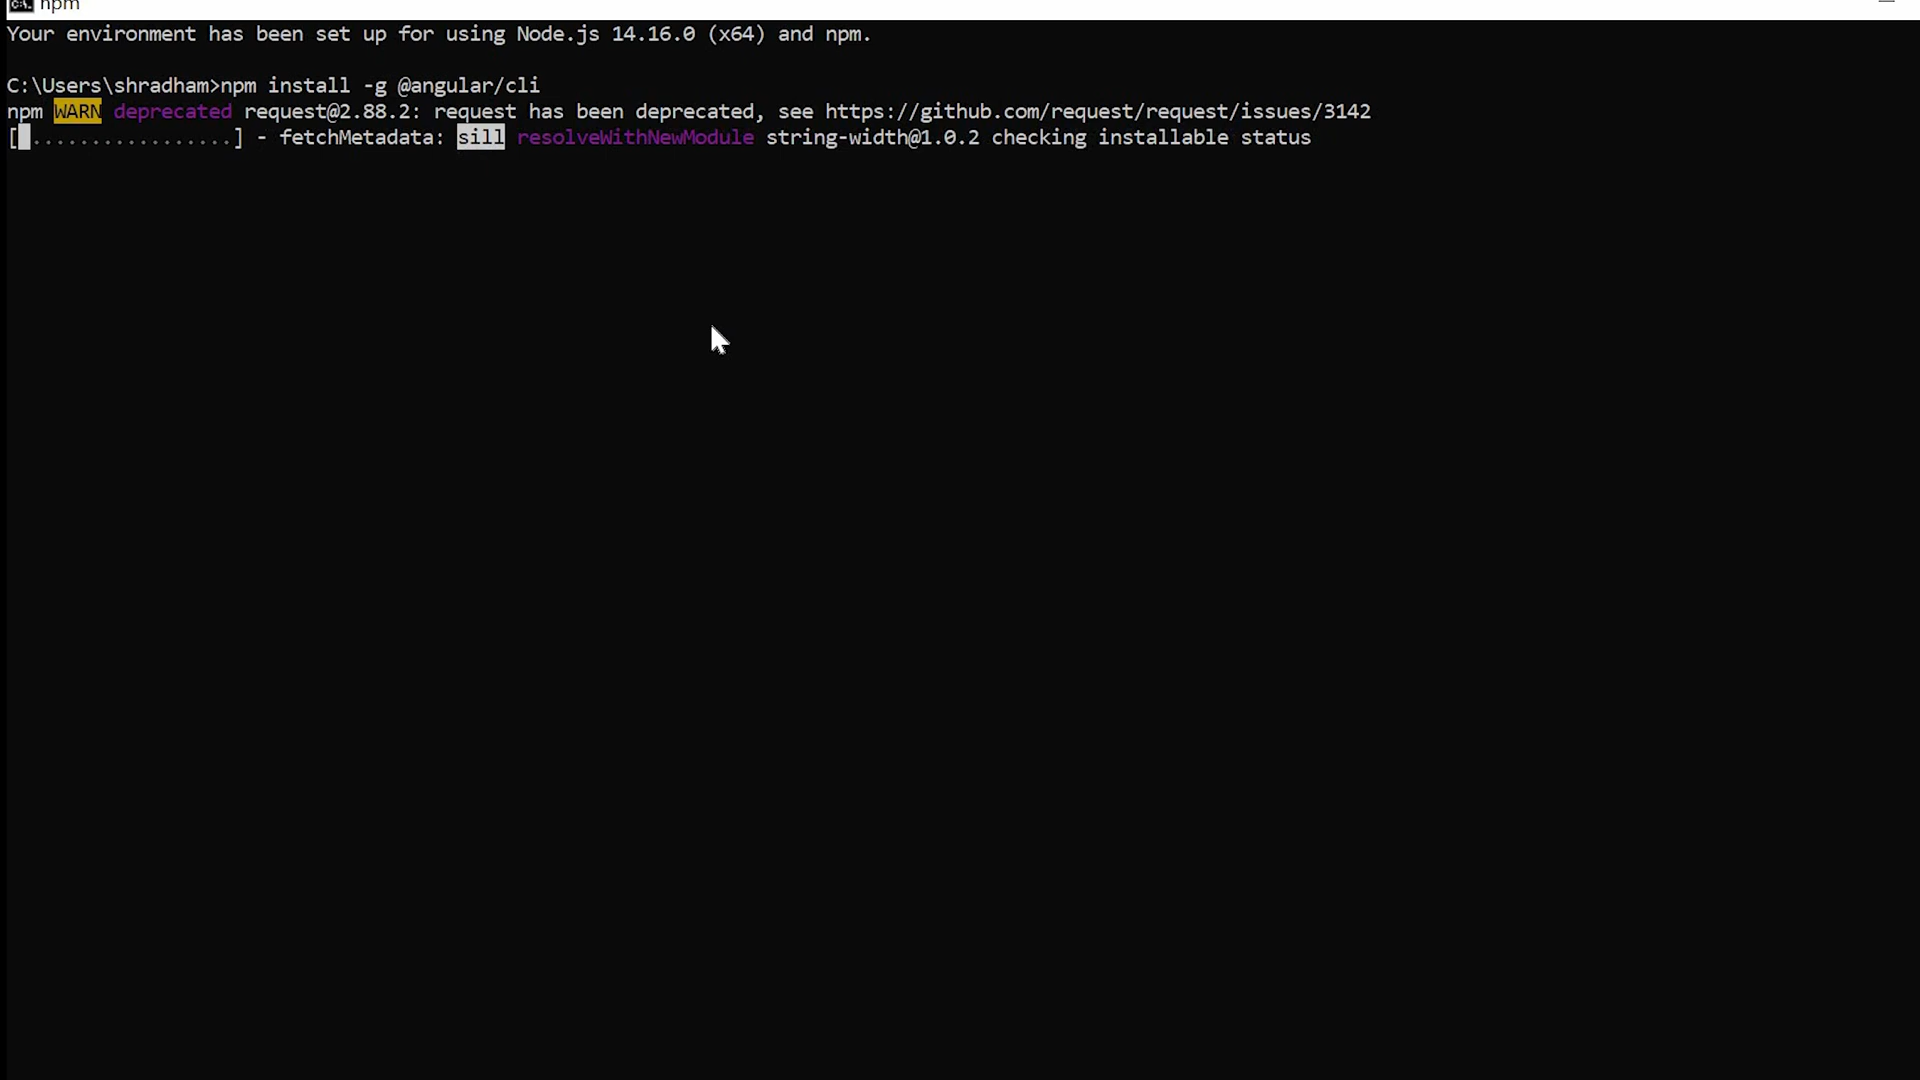 npm
Your environment has been set up for using Node.js 14.16.0 (x64) and npm.
C:\Users\shradham>npm install -g @angular/cli
npm WARN deprecated request@2.88.2: request has been deprecated, see https://github.com/request/request/issues/3142
[ .................] - fetchMetadata: sill resolveWithNewModule string-width@1.0.2 checking installable status